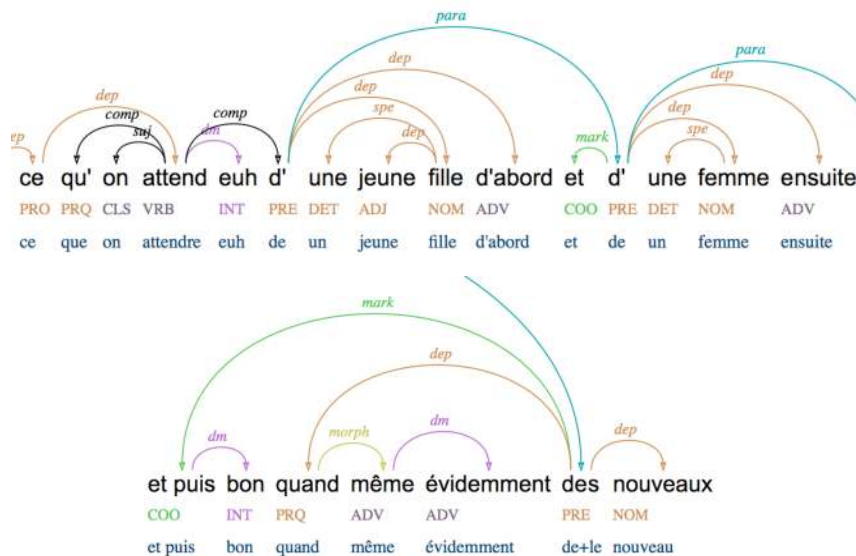 para
para
dep
dep
dep
dep
comp
comp
spe
dep
ep
suj
dm
dep
mark
spe
ce qu' on attend euh d' une jeune fille d'abord et d' une femme ensuite
PRO PRQ CLS VRB INT PRE DET ADJ NOM ADV COO PRE DET NOM ADV
ce que on attendre euh de un jeune fille d'abord et de un femme ensuite
mark
dep
dm
morph
dm
dep
et puis bon quand même évidemment des nouveaux
COO INT PRQ ADV ADV PRE NOM
et puis bon quand même évidemment de+le nouveau